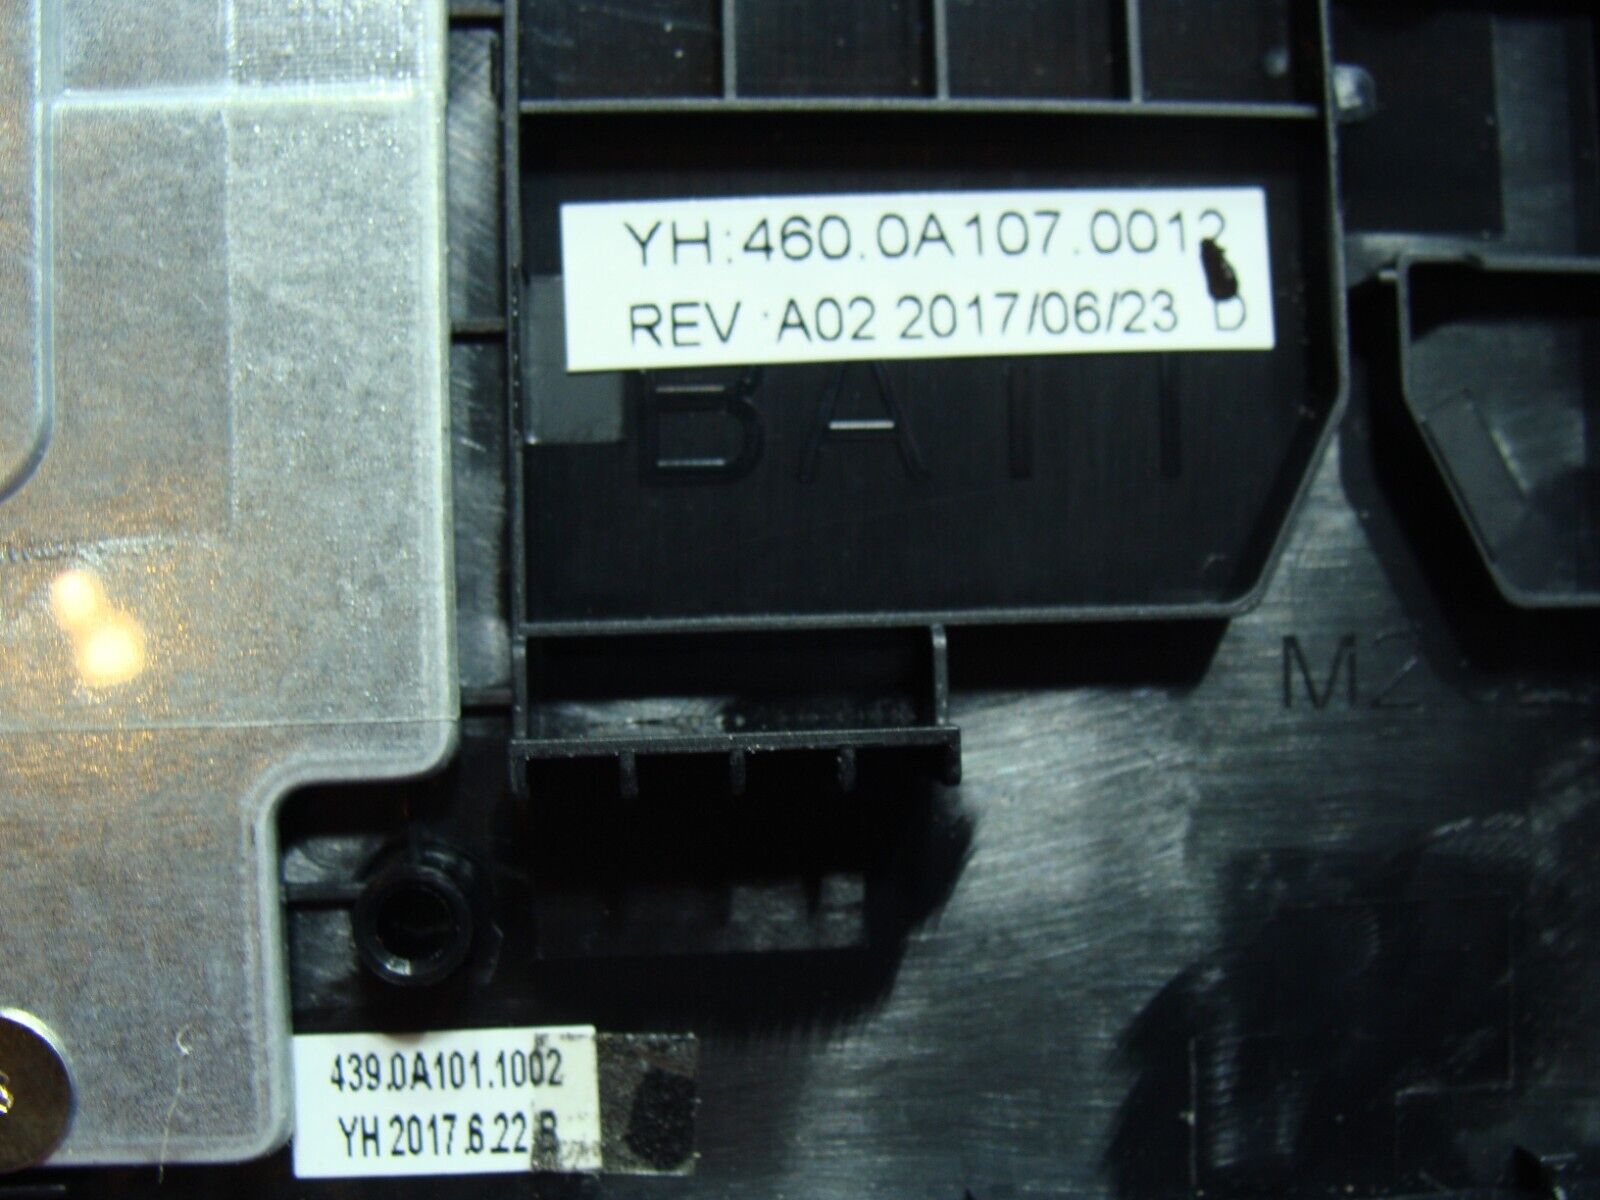 YH:460.0A107.0012
REV :A02 2017/06/23 D
BATT
M2
439.0A101.1002
YH 2017.6.22 B